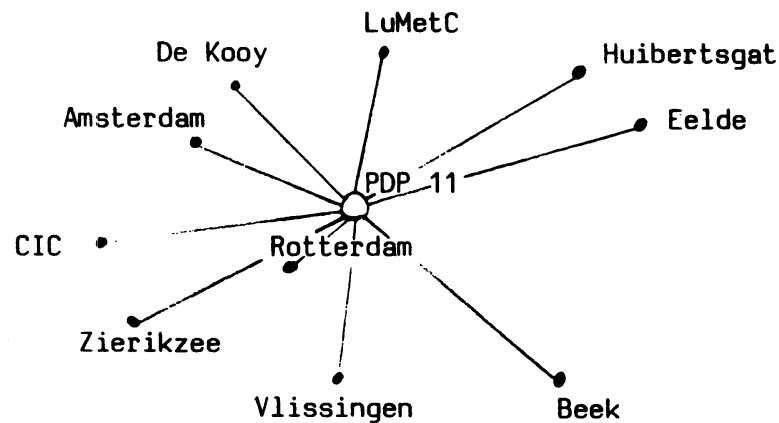 LuMetC
De Kooy
Huibertsgat
Amsterdam
Eelde
PDP 11
CIC
Rotterdam
Zierikzee
Vlissingen
Beek